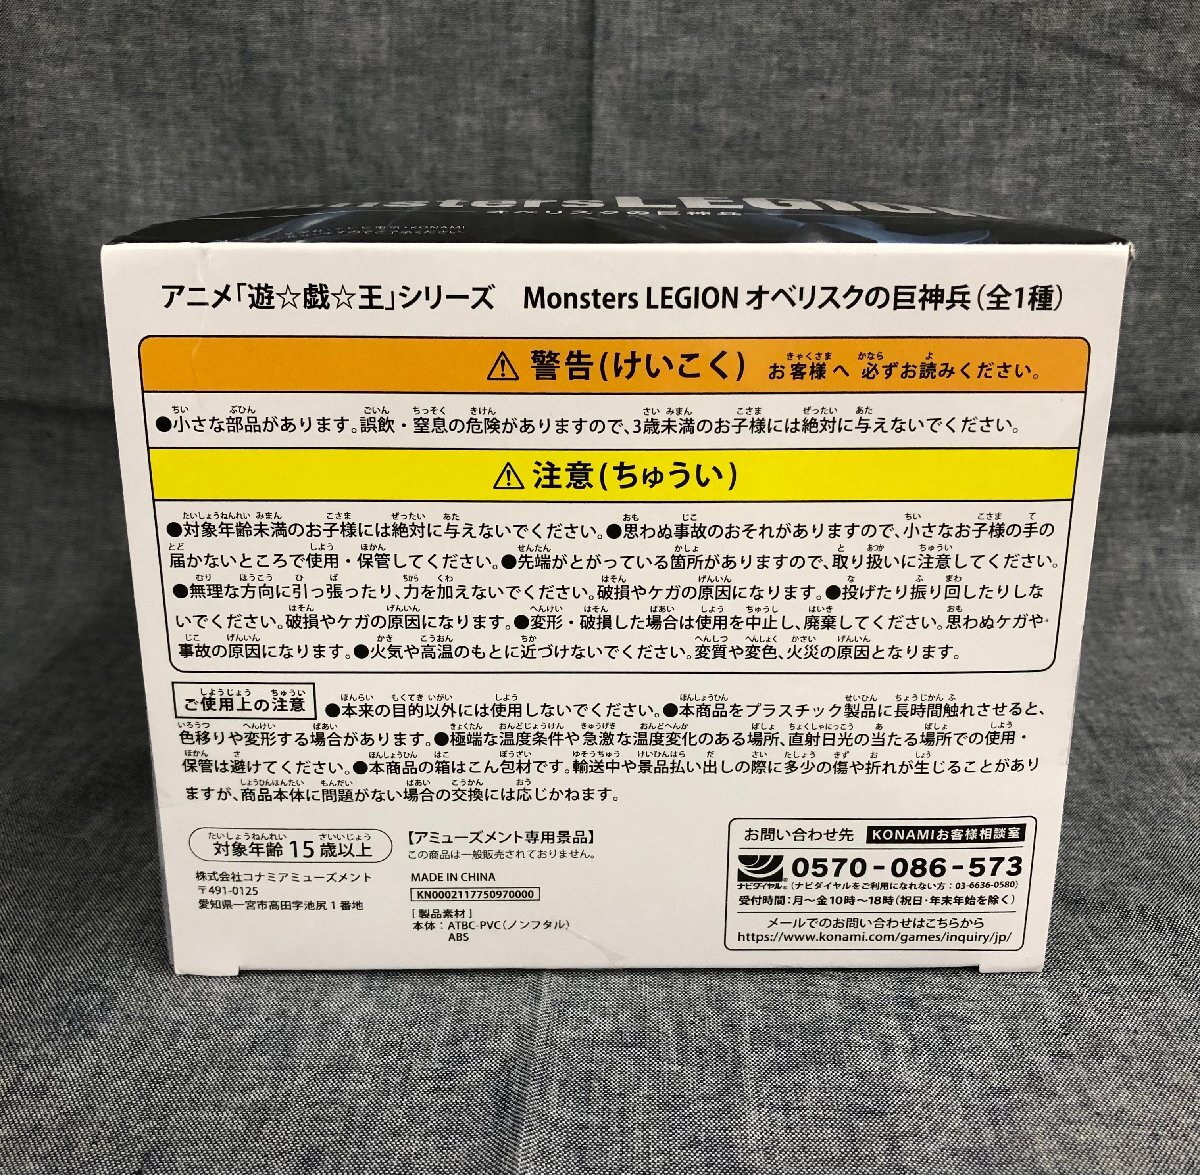 オベリスクの巨神兵
アニメ「遊☆戯☆王」シリーズ Monsters LEGION オベリスクの巨神兵(全1種)
⚠ 警告(けいこく) お客様へ 必ずお読みください。
●小さな部品があります。誤飲・窒息の危険がありますので、3歳未満のお子様には絶対に与えないでください。
⚠ 注意(ちゅうい)
●対象年齢未満のお子様には絶対に与えないでください。●思わぬ事故のおそれがありますので、小さなお子様の手の
届かないところで使用・保管してください。●先端がとがっている箇所がありますので、取り扱いに注意してください。
●無理な方向に引っ張ったり、力を加えないでください。破損やケガの原因になります。●投げたり振り回したりしな
いでください。破損やケガの原因になります。●変形・破損した場合は使用を中止し、廃棄してください。思わぬケガや
事故の原因になります。●火気や高温のもとに近づけないでください。変質や変色、火災の原因となります。
ご使用上の注意 ●本来の目的以外には使用しないでください。●本商品をプラスチック製品に長時間触れさせると、
色移りや変形する場合があります。●極端な温度条件や急激な温度変化のある場所、直射日光の当たる場所での使用・
保管は避けてください。●本商品の箱はこん包材です。輸送中や景品払い出しの際に多少の傷や折れが生じることがあり
ますが、商品本体に問題がない場合の交換には応じかねます。
対象年齢15歳以上
株式会社コナミアミューズメント
〒491-0125
愛知県一宮市高田字池尻1番地
【アミューズメント専用景品】
この商品は一般販売されておりません。
MADE IN CHINA
KN0002117750970000
[製品素材]
本体:ATBC-PVC(ノンフタル)
ABS
お問い合わせ先 KONAMIお客様相談室
ナビダイヤル® 0570-086-573
(ナビダイヤルをご利用になれない方:03-6636-0580)
受付時間:月~金10時~18時(祝日・年末年始を除く)
メールでのお問い合わせはこちらから
https://www.konami.com/games/inquiry/jp/